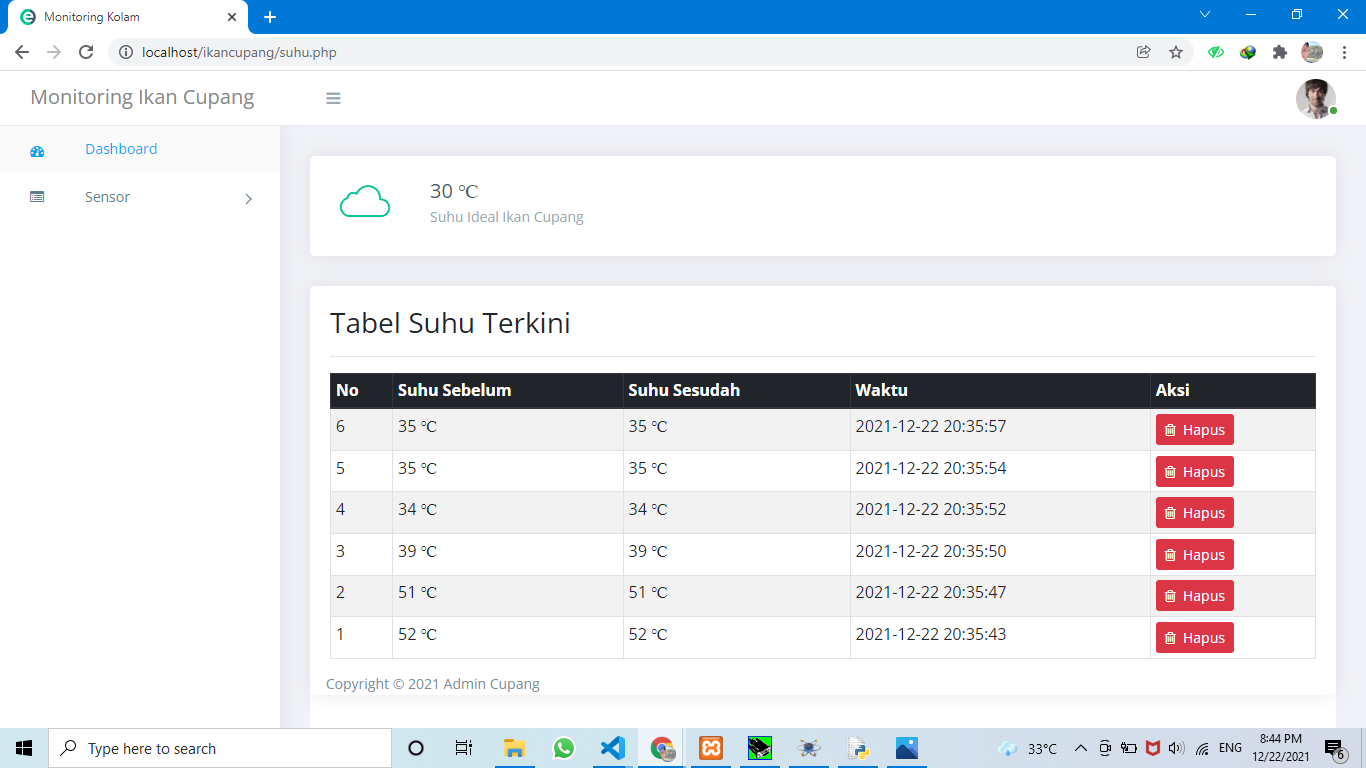 Monitoring Kolam
localhost/ikancupang/suhu.php
Monitoring Ikan Cupang
Dashboard
Sensor
30 °C
Suhu Ideal Ikan Cupang
Tabel Suhu Terkini
No Suhu Sebelum Suhu Sesudah Waktu Aksi
6 35 °C 35 °C 2021-12-22 20:35:57 Hapus
5 35 °C 35 °C 2021-12-22 20:35:54 Hapus
4 34 °C 34 °C 2021-12-22 20:35:52 Hapus
3 39 °C 39 °C 2021-12-22 20:35:50 Hapus
2 51 °C 51 °C 2021-12-22 20:35:47 Hapus
1 52 °C 52 °C 2021-12-22 20:35:43 Hapus
Copyright © 2021 Admin Cupang
Type here to search
33°C
ENG
8:44 PM
12/22/2021
6